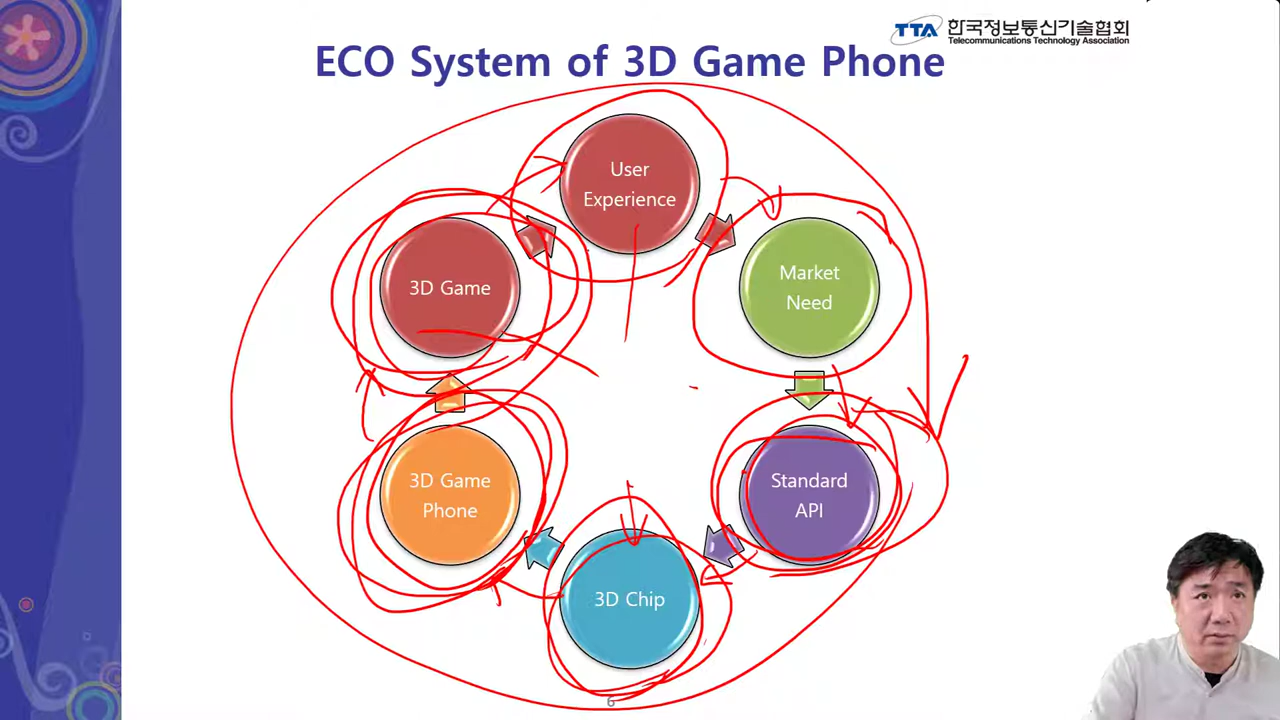 TTA 한국정보통신기술협회
Telecommunications Technology Association
ECO System of 3D Game Phone
User
Experience
Market
Need
Standard
API
3D Chip
3D Game
Phone
3D Game
6